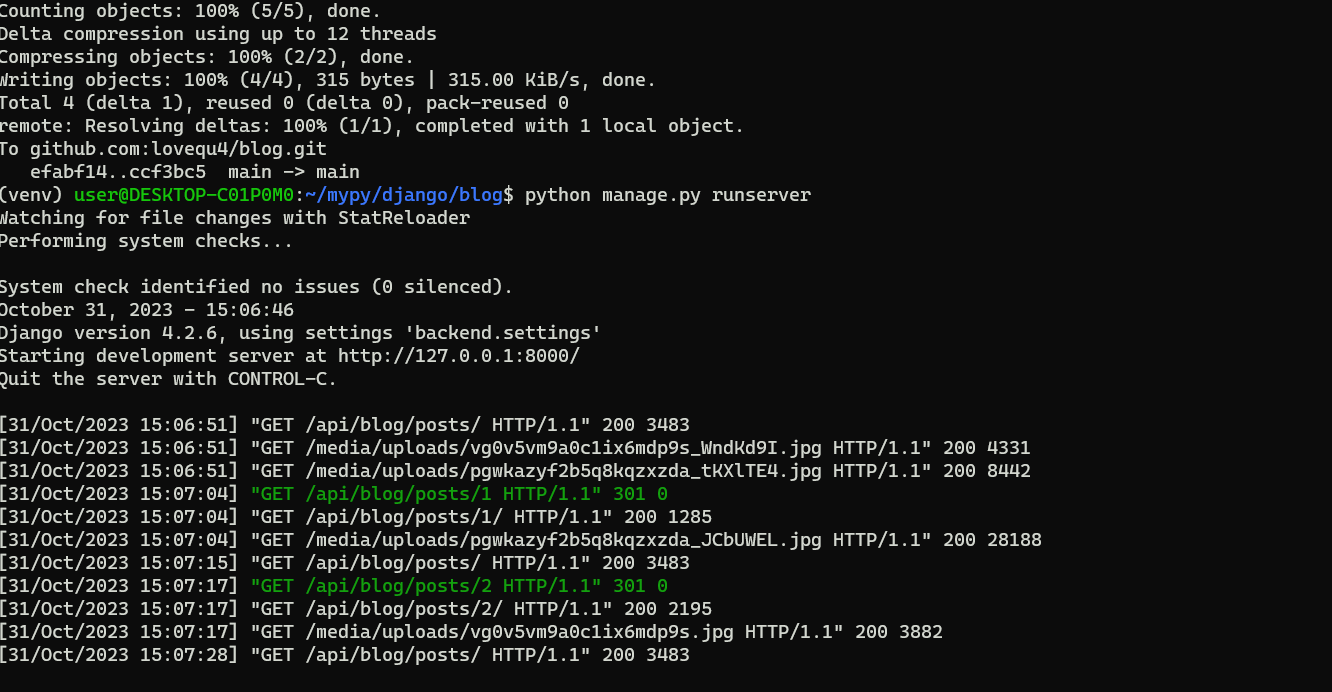 Counting objects: 100% (5/5), done.
Delta compression using up to 12 threads
Compressing objects: 100% (2/2), done.
Writing objects: 100% (4/4), 315 bytes | 315.00 KiB/s, done.
Total 4 (delta 1), reused 0 (delta 0), pack-reused 0
remote: Resolving deltas: 100% (1/1), completed with 1 local object.
To github.com:lovequ4/blog.git
   efabf14..ccf3bc5  main -> main
(venv) user@DESKTOP-C01P0M0:~/mypy/django/blog$ python manage.py runserver
Watching for file changes with StatReloader
Performing system checks...

System check identified no issues (0 silenced).
October 31, 2023 - 15:06:46
Django version 4.2.6, using settings 'backend.settings'
Starting development server at http://127.0.0.1:8000/
Quit the server with CONTROL-C.

[31/Oct/2023 15:06:51] "GET /api/blog/posts/ HTTP/1.1" 200 3483
[31/Oct/2023 15:06:51] "GET /media/uploads/vg0v5vm9a0c1ix6mdp9s_WndKd9I.jpg HTTP/1.1" 200 4331
[31/Oct/2023 15:06:51] "GET /media/uploads/pgwkazyf2b5q8kqzxzda_tKXlTE4.jpg HTTP/1.1" 200 8442
[31/Oct/2023 15:07:04] "GET /api/blog/posts/1 HTTP/1.1" 301 0
[31/Oct/2023 15:07:04] "GET /api/blog/posts/1/ HTTP/1.1" 200 1285
[31/Oct/2023 15:07:04] "GET /media/uploads/pgwkazyf2b5q8kqzxzda_JCbUWEL.jpg HTTP/1.1" 200 28188
[31/Oct/2023 15:07:15] "GET /api/blog/posts/ HTTP/1.1" 200 3483
[31/Oct/2023 15:07:17] "GET /api/blog/posts/2 HTTP/1.1" 301 0
[31/Oct/2023 15:07:17] "GET /api/blog/posts/2/ HTTP/1.1" 200 2195
[31/Oct/2023 15:07:17] "GET /media/uploads/vg0v5vm9a0c1ix6mdp9s.jpg HTTP/1.1" 200 3882
[31/Oct/2023 15:07:28] "GET /api/blog/posts/ HTTP/1.1" 200 3483